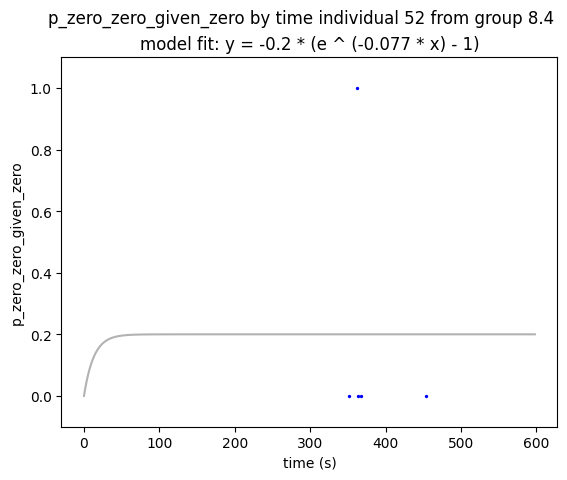 p_zero_zero_given_zero by time individual 52 from group 8.4
model fit: y = -0.2 * (e ^ (-0.077 * x) - 1)
1.0
0.8
0.6
0.4
0.2
0.0
p_zero_zero_given_zero
0 100 200 300 400 500 600
time (s)